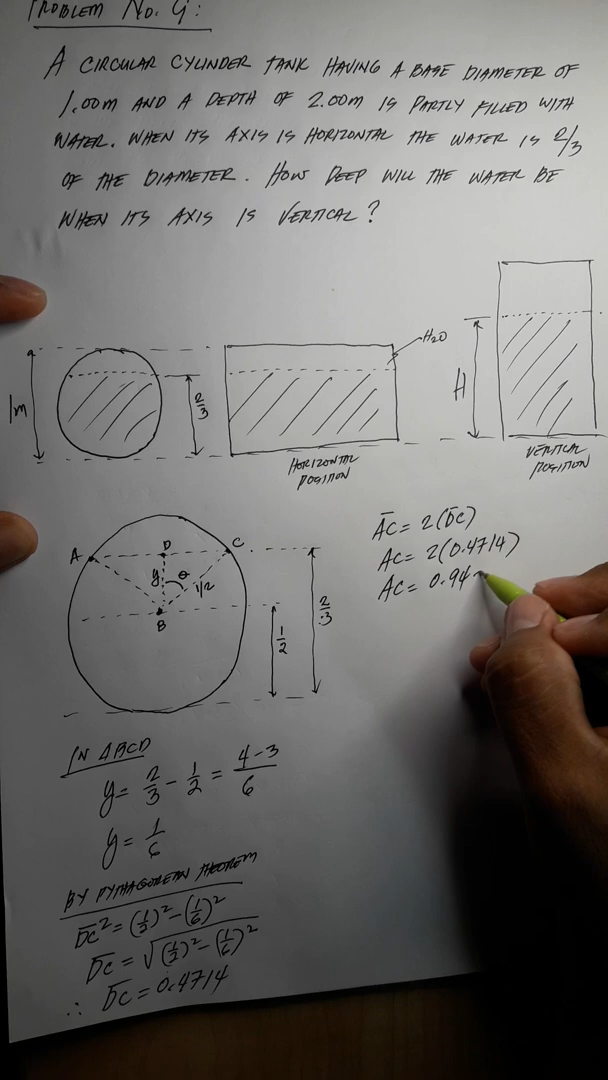 PROBLEM NO. 9:
A CIRCULAR CYLINDER TANK HAVING A BASE DIAMETER OF
1.00m AND A DEPTH OF 2.00m IS PARTLY FILLED WITH
WATER. WHEN ITS AXIS IS HORIZONTAL THE WATER IS 2/3
OF THE DIAMETER. HOW DEEP WILL THE WATER BE
WHEN ITS AXIS IS VERTICAL?
1m
2/3
H2O
HORIZONTAL
POSITION
H
VERTICAL
POSITION
A D C
y θ 1/2
B
1/2
2/3
AC = 2(DC)
AC = 2(0.4714)
AC = 0.94
IN ΔBCD
y = 2/3 - 1/2 = 4-3/6
y = 1/6
BY PYTHAGOREAN THEOREM
DC² = (1/2)² - (1/6)²
DC = √(1/2)² - (1/6)²
∴ DC = 0.4714